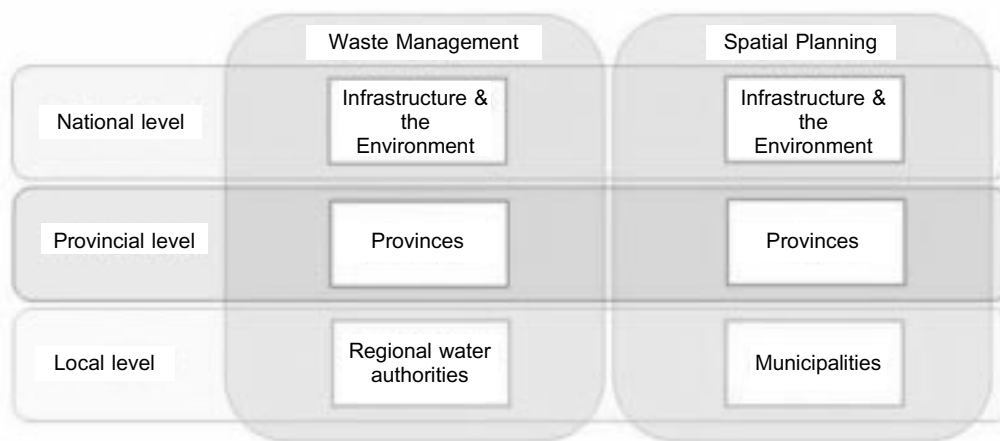 Waste Management
Spatial Planning
National level
Infrastructure &
the
Environment
Infrastructure &
the
Environment
Provincial level
Provinces
Provinces
Local level
Regional water
authorities
Municipalities